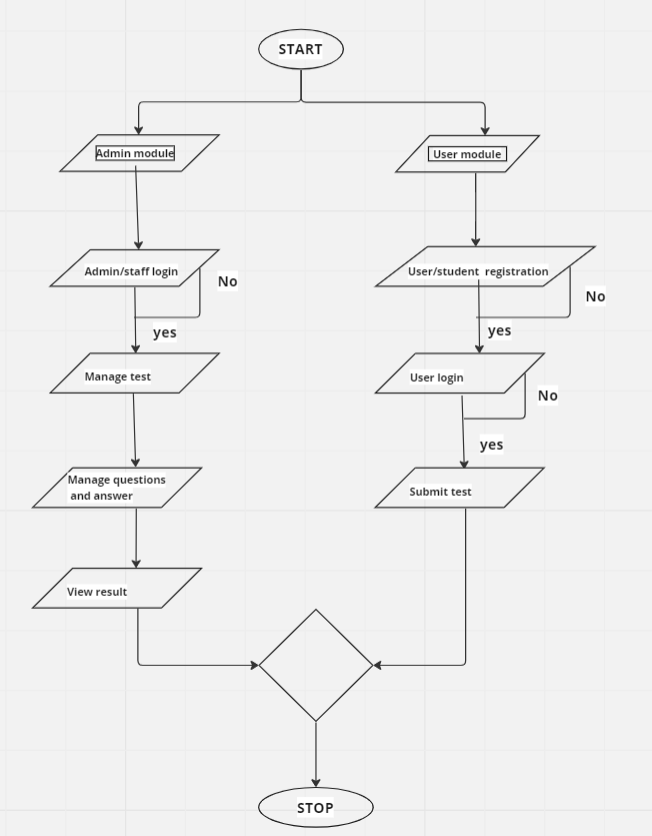 START
Admin module
User module
Admin/staff login
No
User/student registration
No
yes
yes
Manage test
User login
No
yes
Manage questions
and answer
Submit test
View result
STOP